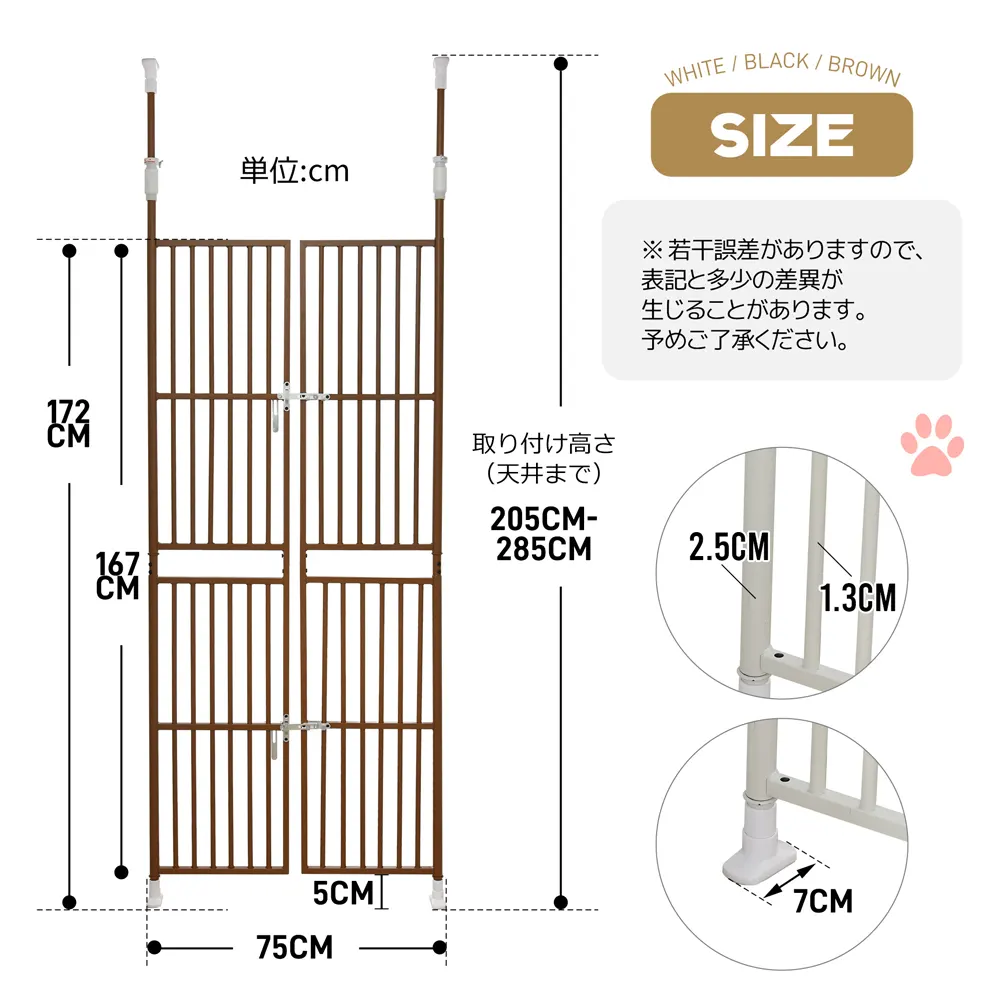 WHITE / BLACK / BROWN
SIZE
単位:cm
※ 若干誤差がありますので、
表記と多少の差異が
生じることがあります。
予めご了承ください。
172
CM
167
CM
取り付け高さ
（天井まで）
205CM-
285CM
2.5CM
1.3CM
5CM
75CM
7CM